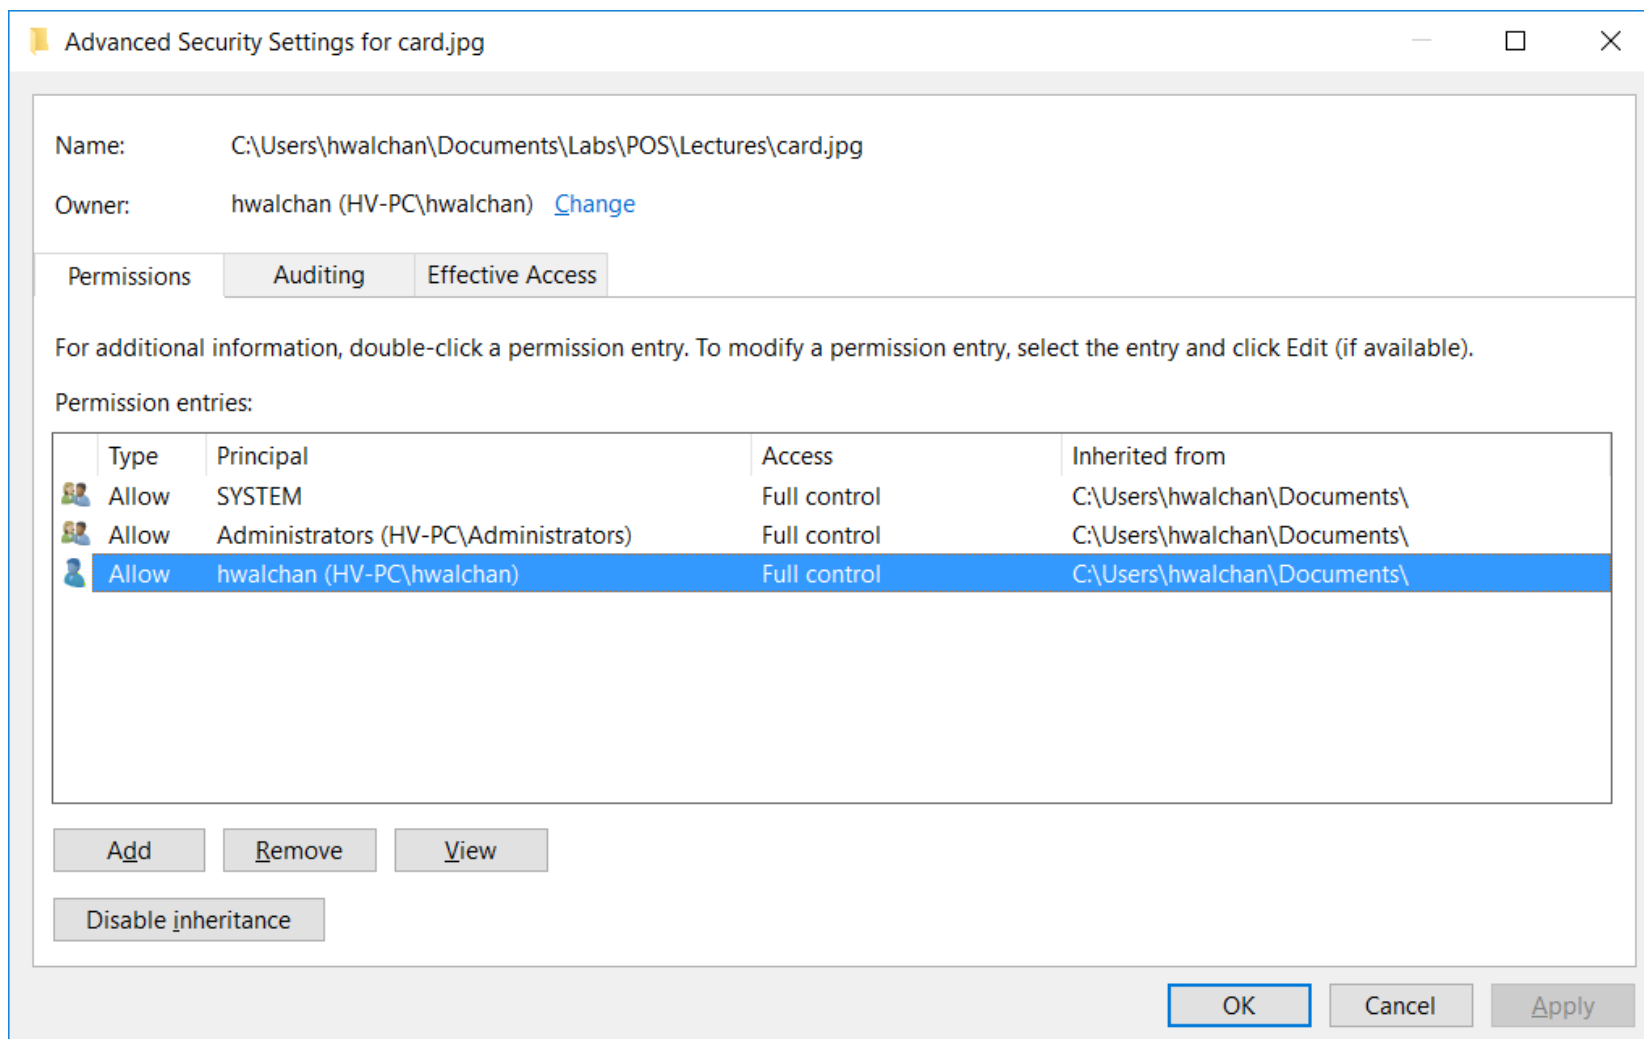 Advanced Security Settings for card.jpg
Name: C:\Users\hwalchan\Documents\Labs\POS\Lectures\card.jpg
Owner: hwalchan (HV-PC\hwalchan) Change
Permissions Auditing Effective Access
For additional information, double-click a permission entry. To modify a permission entry, select the entry and click Edit (if available).
Permission entries:
Type Principal Access Inherited from
Allow SYSTEM Full control C:\Users\hwalchan\Documents\
Allow Administrators (HV-PC\Administrators) Full control C:\Users\hwalchan\Documents\
Allow hwalchan (HV-PC\hwalchan) Full control C:\Users\hwalchan\Documents\
Add Remove View
Disable inheritance
OK Cancel Apply